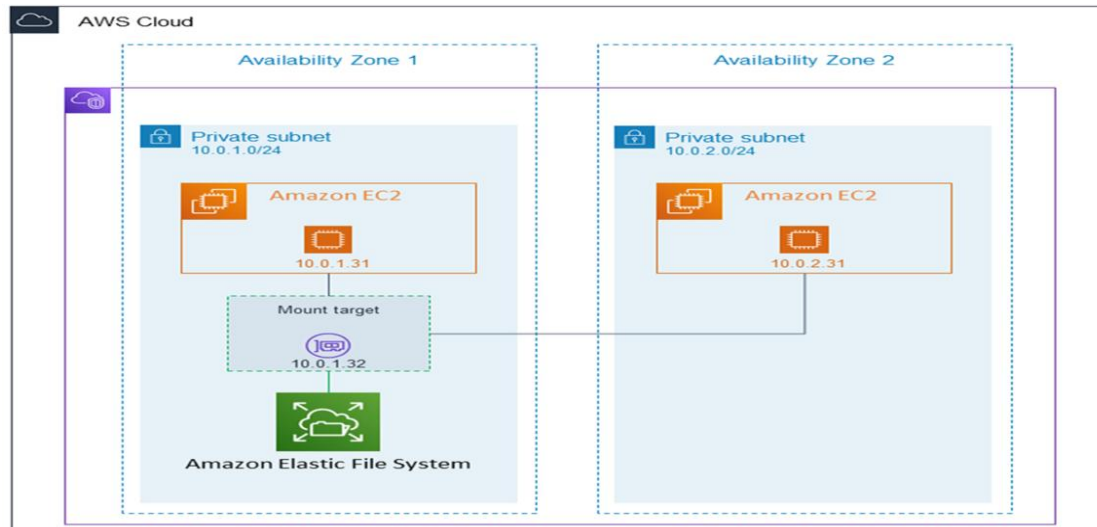 AWS Cloud
Availability Zone 1
Availability Zone 2
Private subnet
10.0.1.0/24
Private subnet
10.0.2.0/24
Amazon EC2
Amazon EC2
10.0.1.31
10.0.2.31
Mount target
10.0.1.32
Amazon Elastic File System